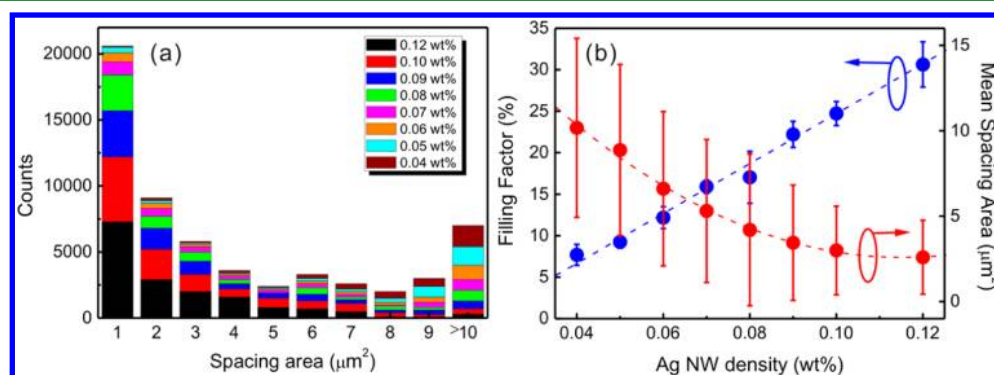 (a)
20000
15000
10000
5000
0
Counts
1 2 3 4 5 6 7 8 9 >10
Spacing area (μm²)
0.12 wt%
0.10 wt%
0.09 wt%
0.08 wt%
0.07 wt%
0.06 wt%
0.05 wt%
0.04 wt%
(b)
35
30
25
20
15
10
5
0
Filling Factor (%)
0.04 0.06 0.08 0.10 0.12
Ag NW density (wt%)
15
10
5
0
Mean Spacing Area (μm²)